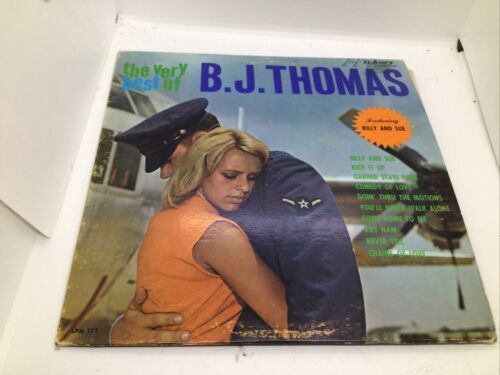 the very
best of
B.J. THOMAS
Featuring
BILLY AND SUE
BILLY AND SUE
KEEP IT UP
GARNER STATE PARK
COMEDY OF LOVE
GOIN' THRU THE MOTIONS
YOU'LL NEVER WALK ALONE
COME HOME TO ME
VIET NAM
NEVER TELL
CHAINS OF LOVE